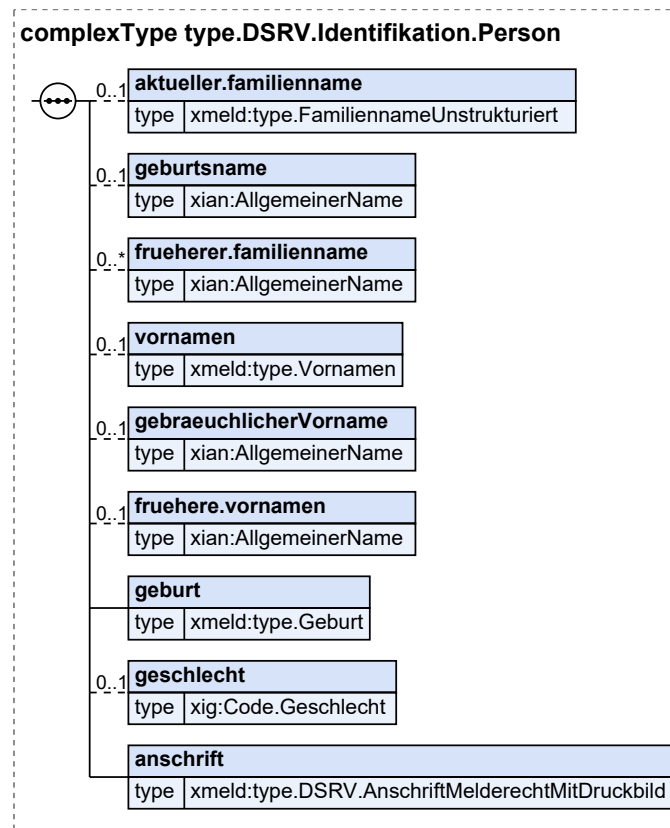 complexType type.DSRV.Identifikation.Person
0..1 aktueller.familienname
type xmeld:type.FamiliennameUnstrukturiert
geburtsname
0..1
type xian:AllgemeinerName
0..* frueherer.familienname
type xian:AllgemeinerName
vornamen
0..1
type xmeld:type.Vornamen
gebraeuchlicherVorname
0..1
type xian:AllgemeinerName
fruehere.vornamen
0..1
type xian:AllgemeinerName
geburt
type xmeld:type.Geburt
0..1 geschlecht
type xig:Code.Geschlecht
anschrift
type xmeld:type.DSRV.AnschriftMelderechtMitDruckbild